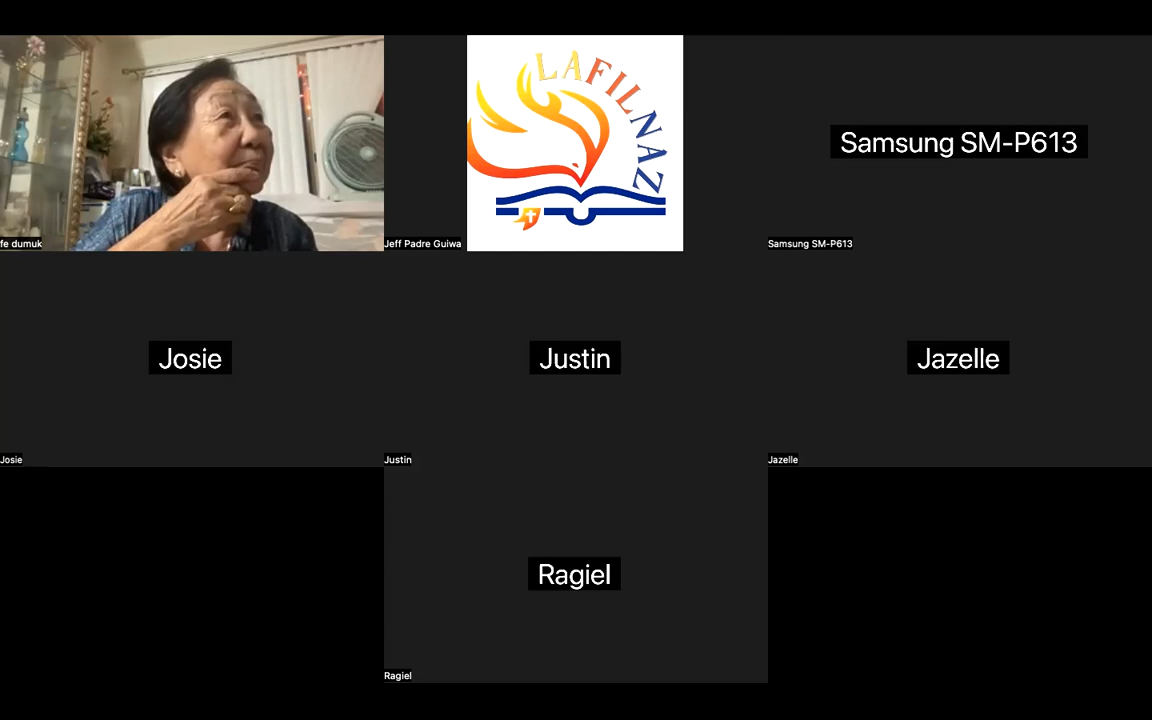 fe dumuk
LAFILNAZ
Jeff Padre Guiwa
Samsung SM-P613
Samsung SM-P613
Josie
Josie
Justin
Justin
Jazelle
Jazelle
Ragiel
Ragiel